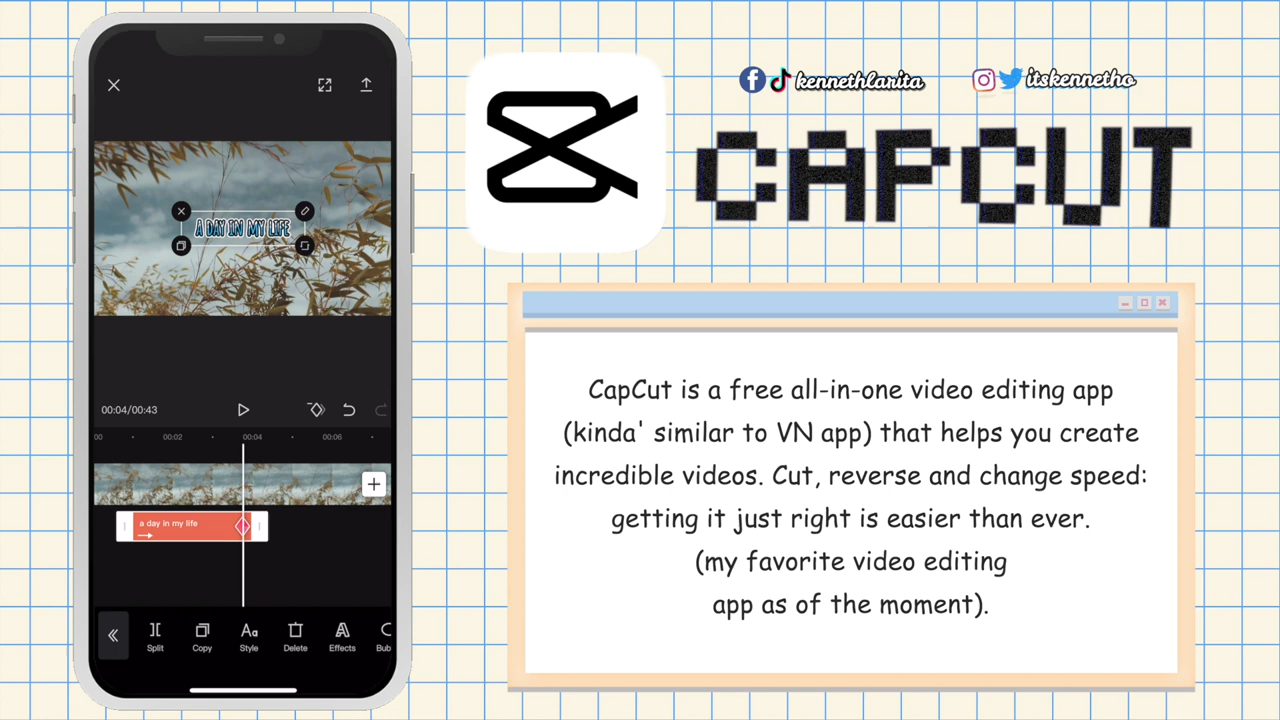 kennethlarita
itskennetho
CAPCUT
A DAY IN MY LIFE
00:04/00:43
00
00:02
00:04
00:06
a day in my life
Split
Copy
Aa
Style
Delete
A
Effects
Bub
CapCut is a free all-in-one video editing app
(kinda' similar to VN app) that helps you create
incredible videos. Cut, reverse and change speed:
getting it just right is easier than ever.
(my favorite video editing
app as of the moment).